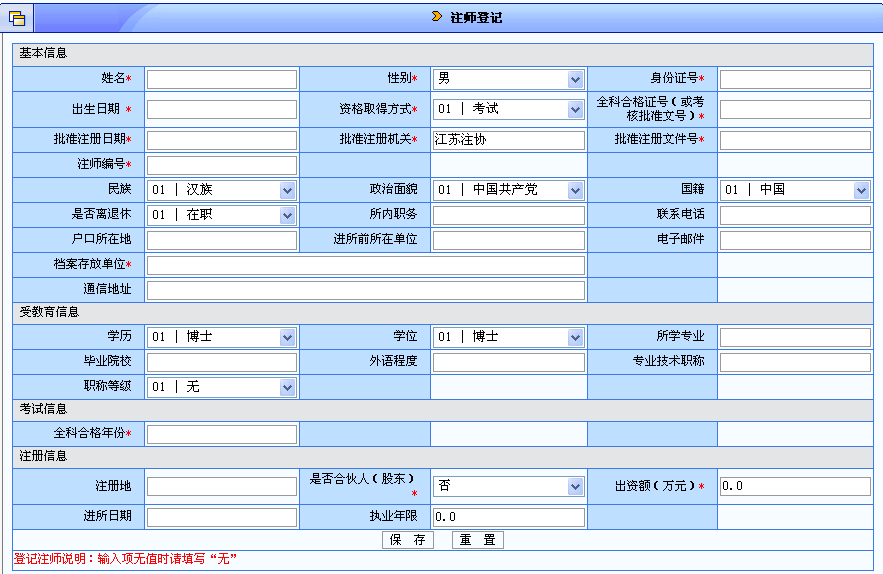 注师登记
基本信息
姓名* 性别* 男 身份证号*
出生日期 * 资格取得方式* 01 | 考试 全科合格证号（或考
核批准文号）*
批准注册日期* 批准注册机关* 江苏注协 批准注册文件号*
注师编号*
民族 01 | 汉族 政治面貌 01 | 中国共产党 国籍 01 | 中国
是否离退休 01 | 在职 所内职务 联系电话
户口所在地 进所前所在单位 电子邮件
档案存放单位*
通信地址
受教育信息
学历 01 | 博士 学位 01 | 博士 所学专业
毕业院校 外语程度 专业技术职称
职称等级 01 | 无
考试信息
全科合格年份*
注册信息
注册地 是否合伙人（股东）
* 否 出资额（万元）* 0.0
进所日期 执业年限 0.0
保 存 重 置
登记注师说明：输入项无值时请填写“无”